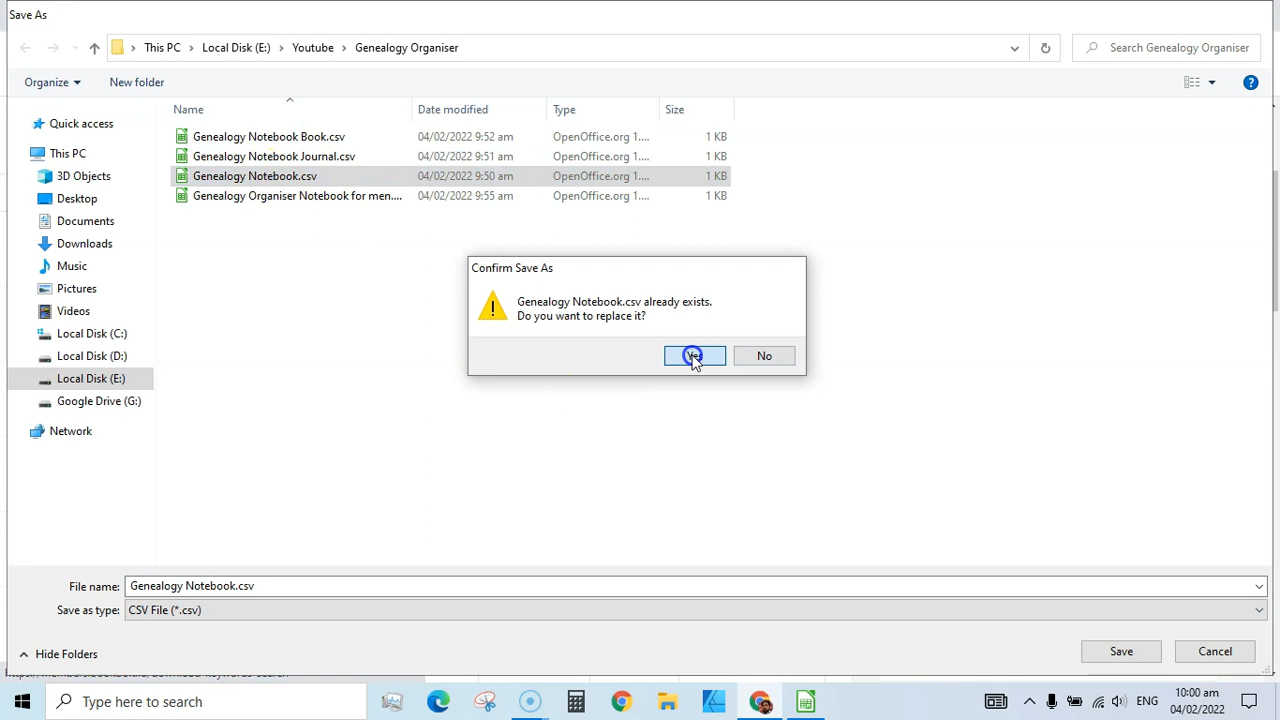 Save As
This PC
Local Disk (E:)
Youtube
Genealogy Organiser
Search Genealogy Organiser
Organize
New folder
Name
Date modified
Type
Size
Quick access
This PC
3D Objects
Desktop
Documents
Downloads
Music
Pictures
Videos
Local Disk (C:)
Local Disk (D:)
Local Disk (E:)
Google Drive (G:)
Network
Genealogy Notebook Book.csv 04/02/2022 9:52 am OpenOffice.org 1.... 1 KB
Genealogy Notebook Journal.csv 04/02/2022 9:51 am OpenOffice.org 1.... 1 KB
Genealogy Notebook.csv 04/02/2022 9:50 am OpenOffice.org 1.... 1 KB
Genealogy Organiser Notebook for men.... 04/02/2022 9:55 am OpenOffice.org 1.... 1 KB
Confirm Save As
Genealogy Notebook.csv already exists.
Do you want to replace it?
Yes
No
File name: Genealogy Notebook.csv
Save as type: CSV File (*.csv)
Hide Folders
Save
Cancel
Type here to search
ENG
10:00 am
04/02/2022